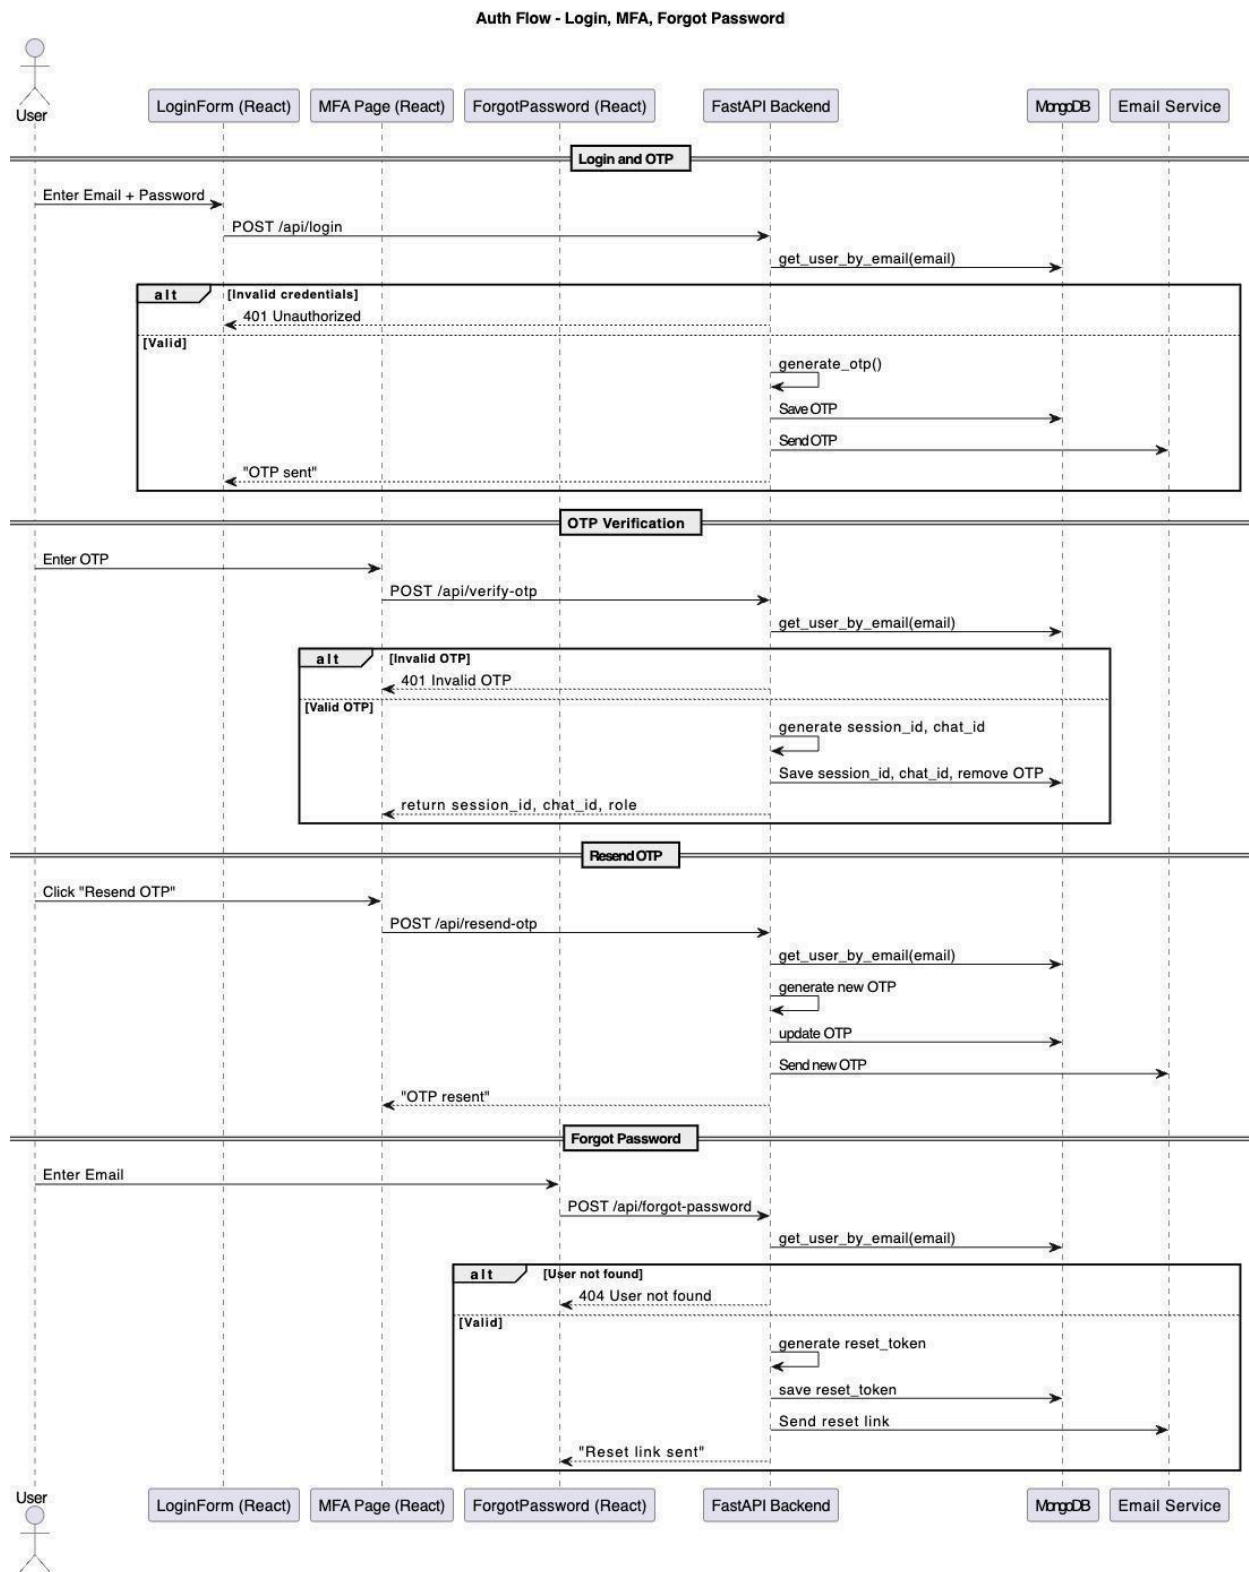 Auth Flow - Login, MFA, Forgot Password
User
LoginForm (React)
MFA Page (React)
ForgotPassword (React)
FastAPI Backend
MongoDB
Email Service
Login and OTP
Enter Email + Password
POST /api/login
get_user_by_email(email)
alt
[Invalid credentials]
401 Unauthorized
[Valid]
generate_otp()
Save OTP
Send OTP
"OTP sent"
OTP Verification
Enter OTP
POST /api/verify-otp
get_user_by_email(email)
alt
[Invalid OTP]
401 Invalid OTP
[Valid OTP]
generate session_id, chat_id
Save session_id, chat_id, remove OTP
return session_id, chat_id, role
Resend OTP
Click "Resend OTP"
POST /api/resend-otp
get_user_by_email(email)
generate new OTP
update OTP
Send new OTP
"OTP resent"
Forgot Password
Enter Email
POST /api/forgot-password
get_user_by_email(email)
alt
[User not found]
404 User not found
[Valid]
generate reset_token
save reset_token
Send reset link
"Reset link sent"
User
LoginForm (React)
MFA Page (React)
ForgotPassword (React)
FastAPI Backend
MongoDB
Email Service